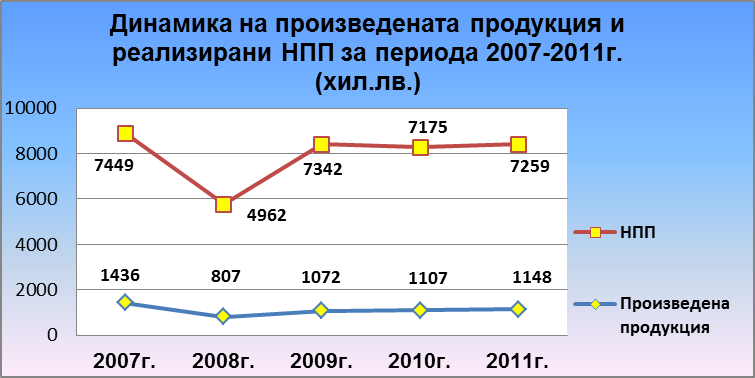 Динамика на произведената продукция и
реализирани НПП за периода 2007-2011г.
(хил.лв.)
10000
8000
6000
4000
2000
0
7449
4962
7342
7175
7259
1436
807
1072
1107
1148
2007г.
2008г.
2009г.
2010г.
2011г.
НПП
Произведена
продукция